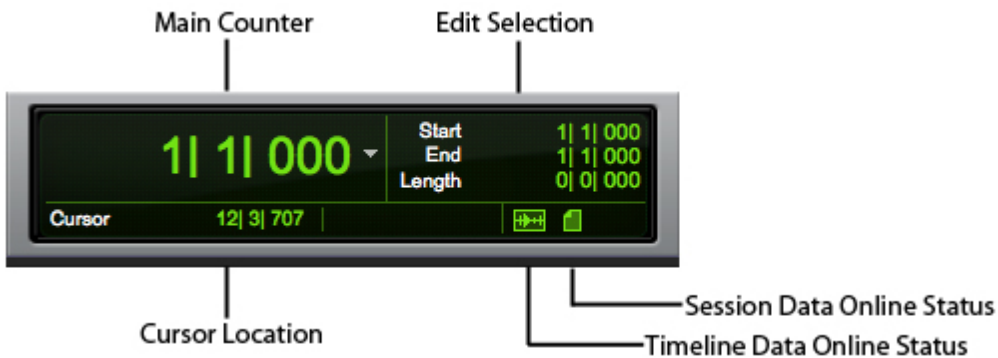 Main Counter Edit Selection
1| 1| 000
Start 1| 1| 000
End 1| 1| 000
Length 0| 0| 000
Cursor 12| 3| 707
Session Data Online Status
Cursor Location
Timeline Data Online Status